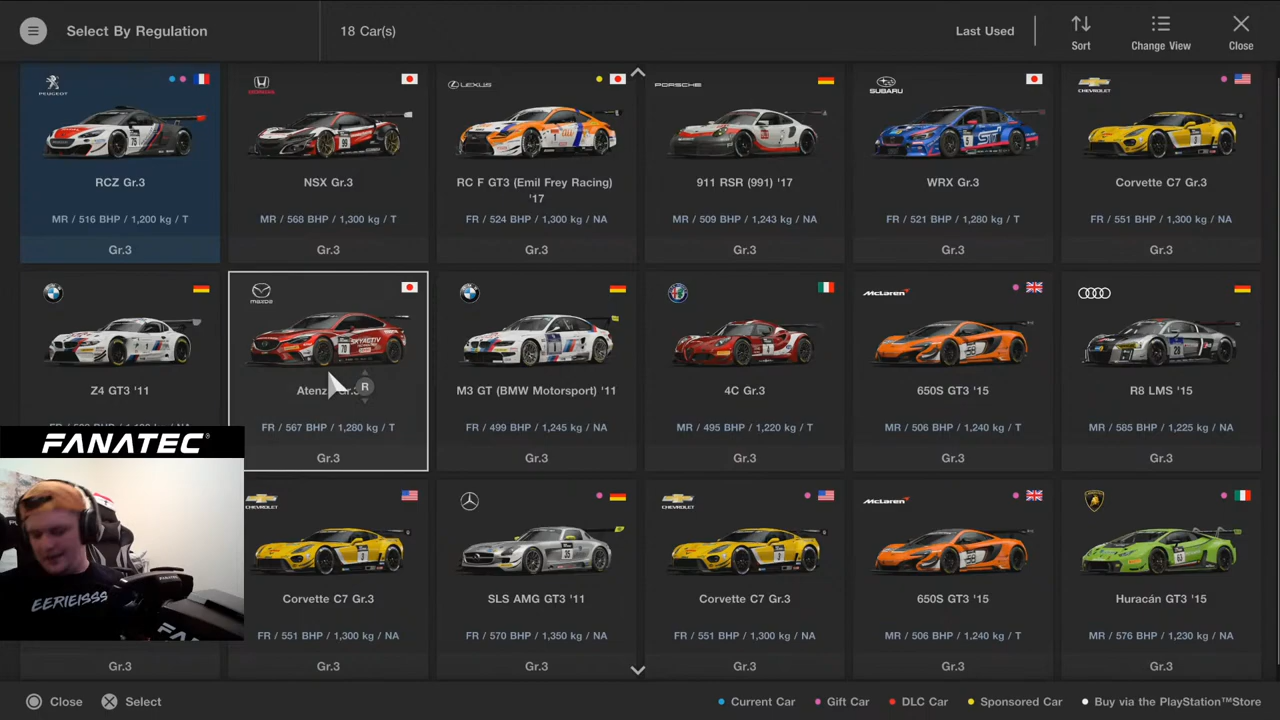 Select By Regulation
18 Car(s)
Last Used
Sort
Change View
Close
PEUGEOT
HONDA
LEXUS
PORSCHE
SUBARU
CHEVROLET
RCZ Gr.3
NSX Gr.3
RC F GT3 (Emil Frey Racing)
'17
911 RSR (991) '17
WRX Gr.3
Corvette C7 Gr.3
MR / 516 BHP / 1,200 kg / T
MR / 568 BHP / 1,300 kg / T
FR / 524 BHP / 1,300 kg / NA
MR / 509 BHP / 1,243 kg / NA
FR / 521 BHP / 1,280 kg / T
FR / 551 BHP / 1,300 kg / NA
Gr.3
Gr.3
Gr.3
Gr.3
Gr.3
Gr.3
mazda
McLaren
Audi
Z4 GT3 '11
Atenz Gr.3
R
M3 GT (BMW Motorsport) '11
4C Gr.3
650S GT3 '15
R8 LMS '15
FR / 567 BHP / 1,280 kg / T
FR / 499 BHP / 1,245 kg / NA
MR / 495 BHP / 1,220 kg / T
MR / 506 BHP / 1,240 kg / T
MR / 585 BHP / 1,225 kg / NA
Gr.3
Gr.3
Gr.3
Gr.3
Gr.3
FANATEC
CHEVROLET
CHEVROLET
McLaren
EERIEISSS
Corvette C7 Gr.3
SLS AMG GT3 '11
Corvette C7 Gr.3
650S GT3 '15
Huracán GT3 '15
FR / 551 BHP / 1,300 kg / NA
FR / 570 BHP / 1,350 kg / NA
FR / 551 BHP / 1,300 kg / NA
MR / 506 BHP / 1,240 kg / T
MR / 576 BHP / 1,230 kg / NA
Gr.3
Gr.3
Gr.3
Gr.3
Gr.3
Gr.3
Close
Select
Current Car
Gift Car
DLC Car
Sponsored Car
Buy via the PlayStation™Store